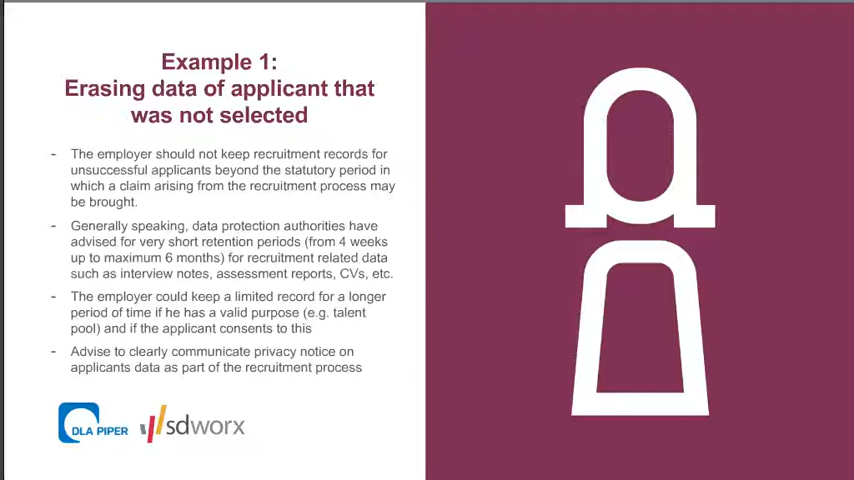 Example 1:
Erasing data of applicant that
was not selected
- The employer should not keep recruitment records for
unsuccessful applicants beyond the statutory period in
which a claim arising from the recruitment process may
be brought.
- Generally speaking, data protection authorities have
advised for very short retention periods (from 4 weeks
up to maximum 6 months) for recruitment related data
such as interview notes, assessment reports, CVs, etc.
- The employer could keep a limited record for a longer
period of time if he has a valid purpose (e.g. talent
pool) and if the applicant consents to this
- Advise to clearly communicate privacy notice on
applicants data as part of the recruitment process
DLA PIPER sdworx